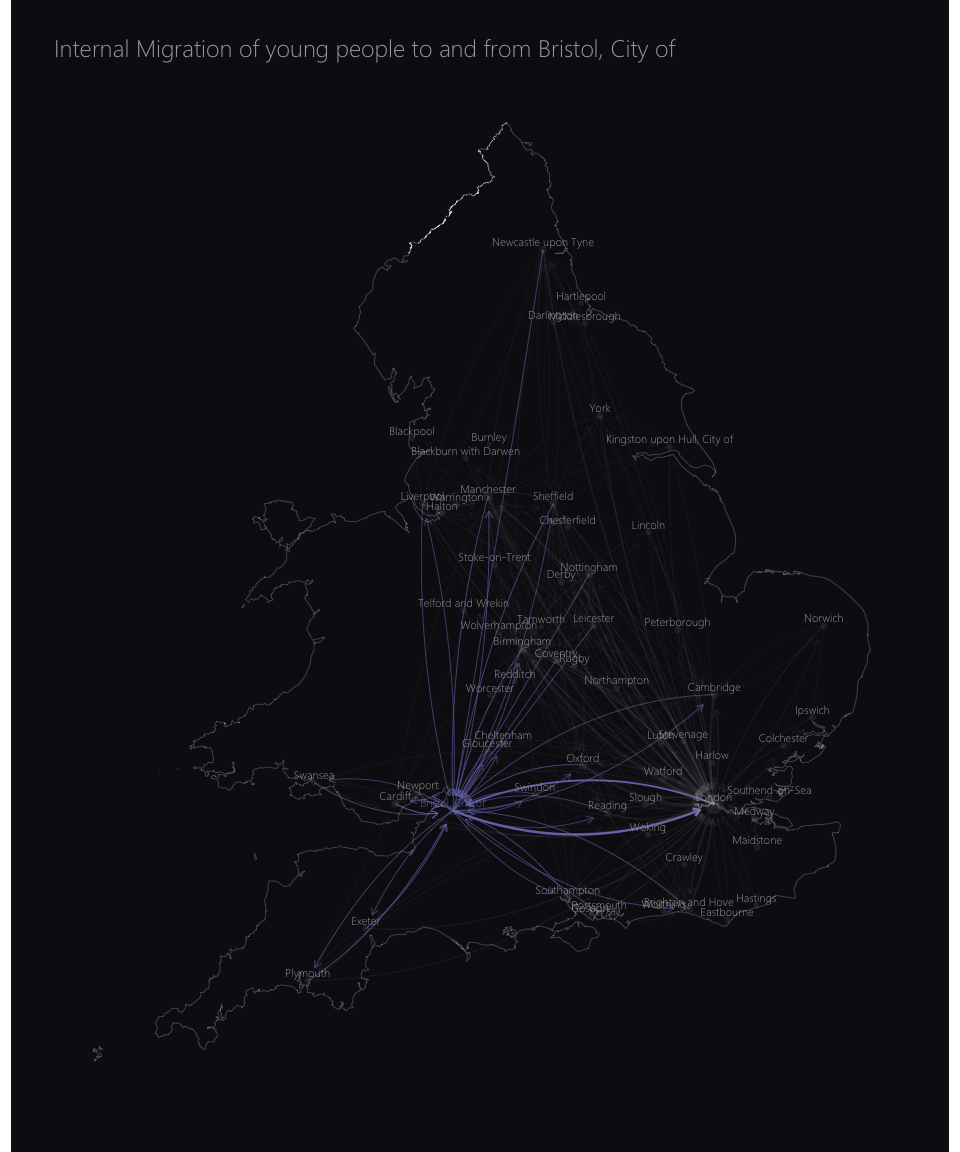 Internal Migration of young people to and from Bristol, City of
Newcastle upon Tyne
Hartlepool
Darlington
Middlesbrough
York
Blackpool
Burnley
Kingston upon Hull, City of
Blackburn with Darwen
Manchester
Liverpool
Warrington
Sheffield
Halton
Chesterfield
Lincoln
Stoke-on-Trent
Nottingham
Derby
Telford and Wrekin
Tamworth
Leicester
Wolverhampton
Peterborough
Norwich
Birmingham
Coventry
Rugby
Redditch
Northampton
Worcester
Cambridge
Ipswich
Cheltenham
Gloucester
Luton
Stevenage
Colchester
Oxford
Harlow
Swansea
Newport
Watford
Cardiff
Swindon
Slough
London
Southend-on-Sea
Bristol, City of
Reading
Medway
Woking
Maidstone
Crawley
Southampton
Portsmouth
Gosport
Worthing
Brighton and Hove
Hastings
Eastbourne
Exeter
Plymouth